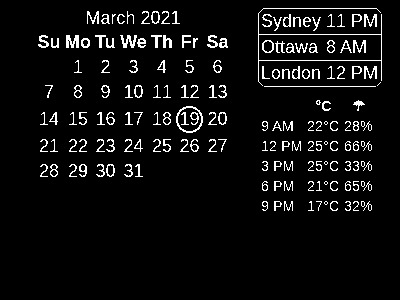 March 2021
Su Mo Tu We Th Fr Sa
1 2 3 4 5 6
7 8 9 10 11 12 13
14 15 16 17 18 19 20
21 22 23 24 25 26 27
28 29 30 31
Sydney 11 PM
Ottawa 8 AM
London 12 PM
°C ☂
9 AM 22°C 28%
12 PM 25°C 66%
3 PM 25°C 33%
6 PM 21°C 65%
9 PM 17°C 32%